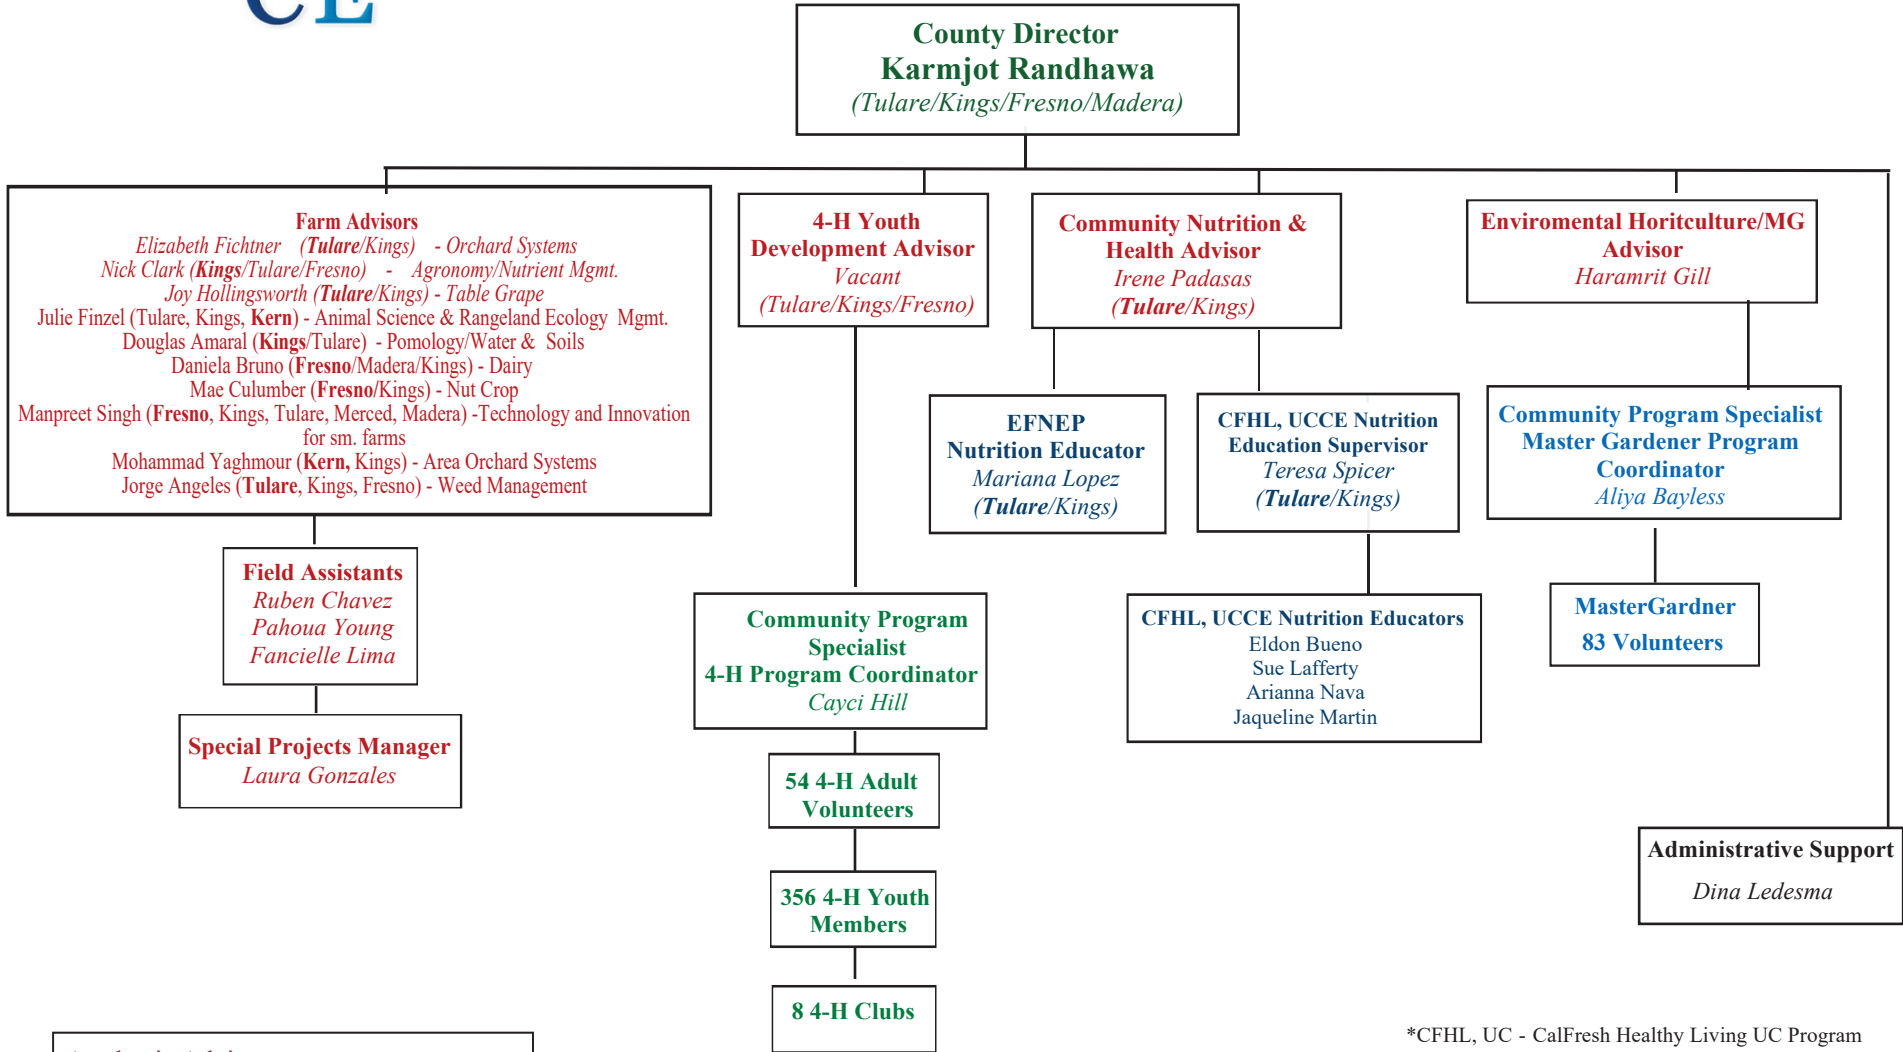 CE
County Director
Karmjot Randhawa
(Tulare/Kings/Fresno/Madera)
Farm Advisors
Elizabeth Fichtner (Tulare/Kings) - Orchard Systems
Nick Clark (Kings/Tulare/Fresno) - Agronomy/Nutrient Mgmt.
Joy Hollingsworth (Tulare/Kings) - Table Grape
Julie Finzel (Tulare, Kings, Kern) - Animal Science & Rangeland Ecology Mgmt.
Douglas Amaral (Kings/Tulare) - Pomology/Water & Soils
Daniela Bruno (Fresno/Madera/Kings) - Dairy
Mae Culumber (Fresno/Kings) - Nut Crop
Manpreet Singh (Fresno, Kings, Tulare, Merced, Madera) -Technology and Innovation
for sm. farms
Mohammad Yaghmour (Kern, Kings) - Area Orchard Systems
Jorge Angeles (Tulare, Kings, Fresno) - Weed Management
4-H Youth
Development Advisor
Vacant
(Tulare/Kings/Fresno)
Community Nutrition &
Health Advisor
Irene Padasas
(Tulare/Kings)
Enviromental Horitculture/MG
Advisor
Haramrit Gill
EFNEP
Nutrition Educator
Mariana Lopez
(Tulare/Kings)
CFHL, UCCE Nutrition
Education Supervisor
Teresa Spicer
(Tulare/Kings)
Community Program Specialist
Master Gardener Program
Coordinator
Aliya Bayless
Field Assistants
Ruben Chavez
Pahoua Young
Fancielle Lima
Special Projects Manager
Laura Gonzales
Community Program
Specialist
4-H Program Coordinator
Cayci Hill
CFHL, UCCE Nutrition Educators
Eldon Bueno
Sue Lafferty
Arianna Nava
Jaqueline Martin
MasterGardner
83 Volunteers
54 4-H Adult
Volunteers
356 4-H Youth
Members
8 4-H Clubs
Administrative Support
Dina Ledesma
*CFHL, UC - CalFresh Healthy Living UC Program